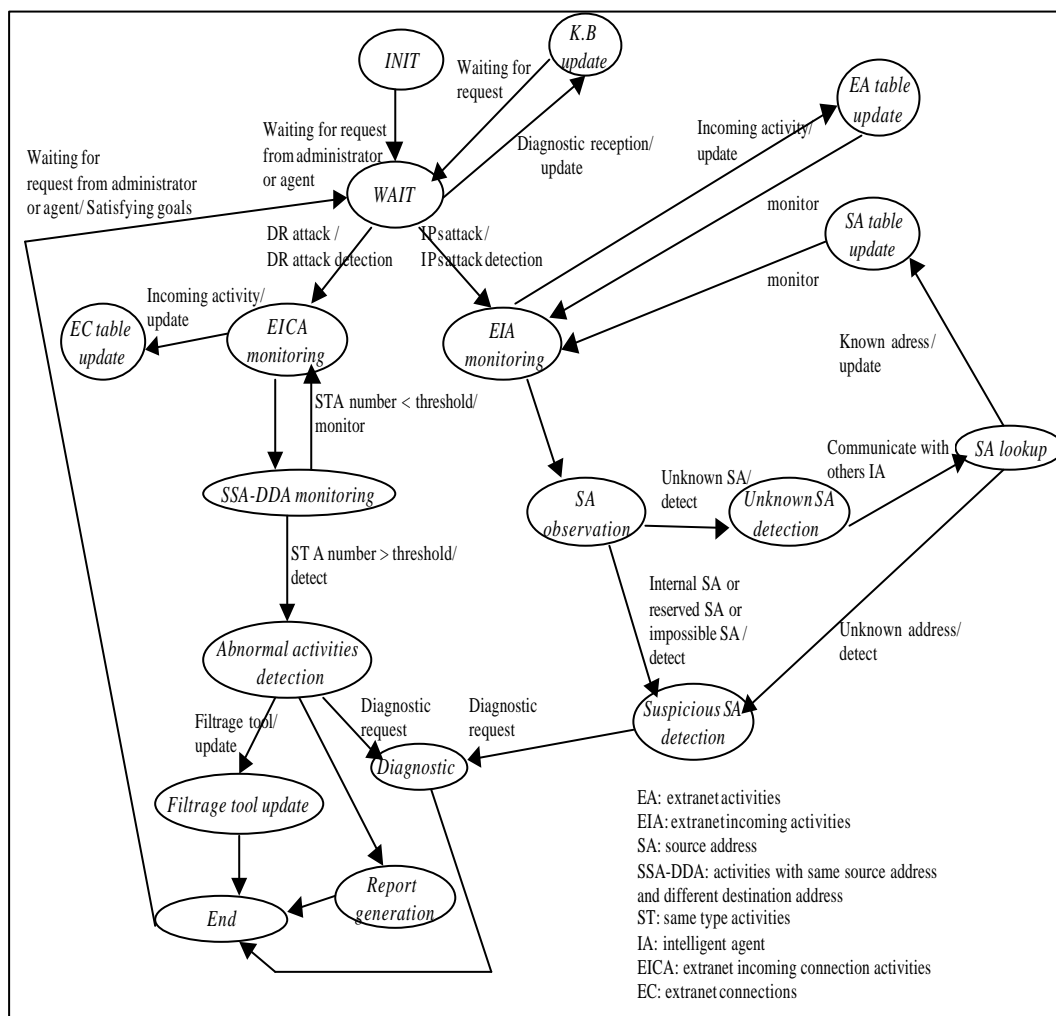 INIT
K.B
update
Waiting for
request
EA table
update
Waiting for request
from administrator
or agent
Diagnostic reception/
update
Incoming activity/
update
Waiting for
request from administrator
or agent/ Satisfying goals
WAIT
monitor
SA table
update
DR attack /
DR attack detection
IPs attack /
IPs attack detection
monitor
Incoming activity/
update
EC table
update
EICA
monitoring
EIA
monitoring
Known adress/
update
STA number < threshold/
monitor
Communicate with
others IA
SA lookup
SSA-DDA monitoring
Unknown SA/
detect
SA
observation
Unknown SA
detection
ST A number > threshold/
detect
Internal SA or
reserved SA or
impossible SA /
detect
Unknown address/
detect
Abnormal activities
detection
Filtrage tool/
update
Diagnostic
request
Diagnostic
request
Suspicious SA
detection
Diagnostic
Filtrage tool update
Report
generation
End
EA: extranet activities
EIA: extranet incoming activities
SA: source address
SSA-DDA: activities with same source address
and different destination address
ST: same type activities
IA: intelligent agent
EICA: extranet incoming connection activities
EC: extranet connections